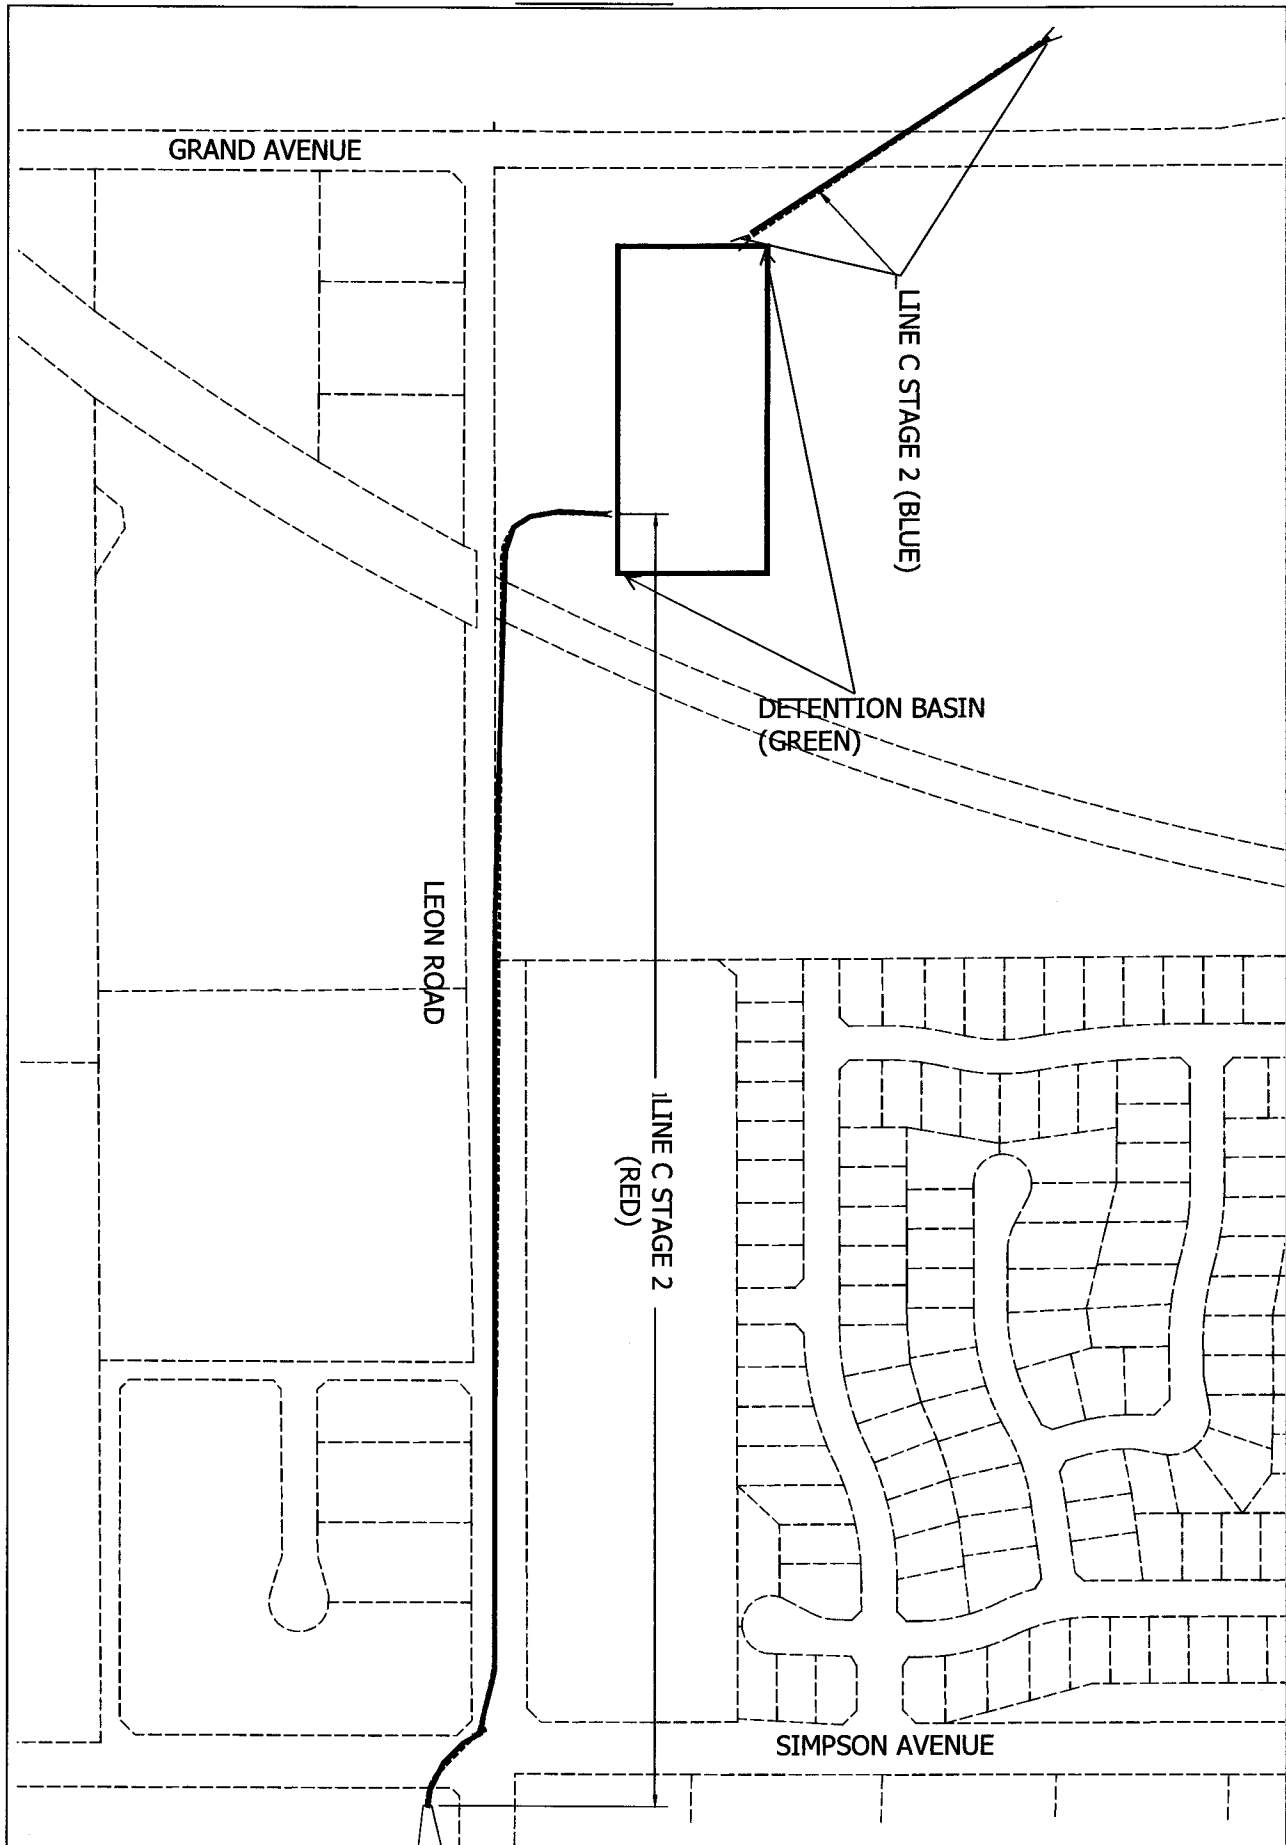 GRAND AVENUE
LINE C STAGE 2 (BLUE)
DETENTION BASIN
(GREEN)
LEON ROAD
LINE C STAGE 2
(RED)
SIMPSON AVENUE